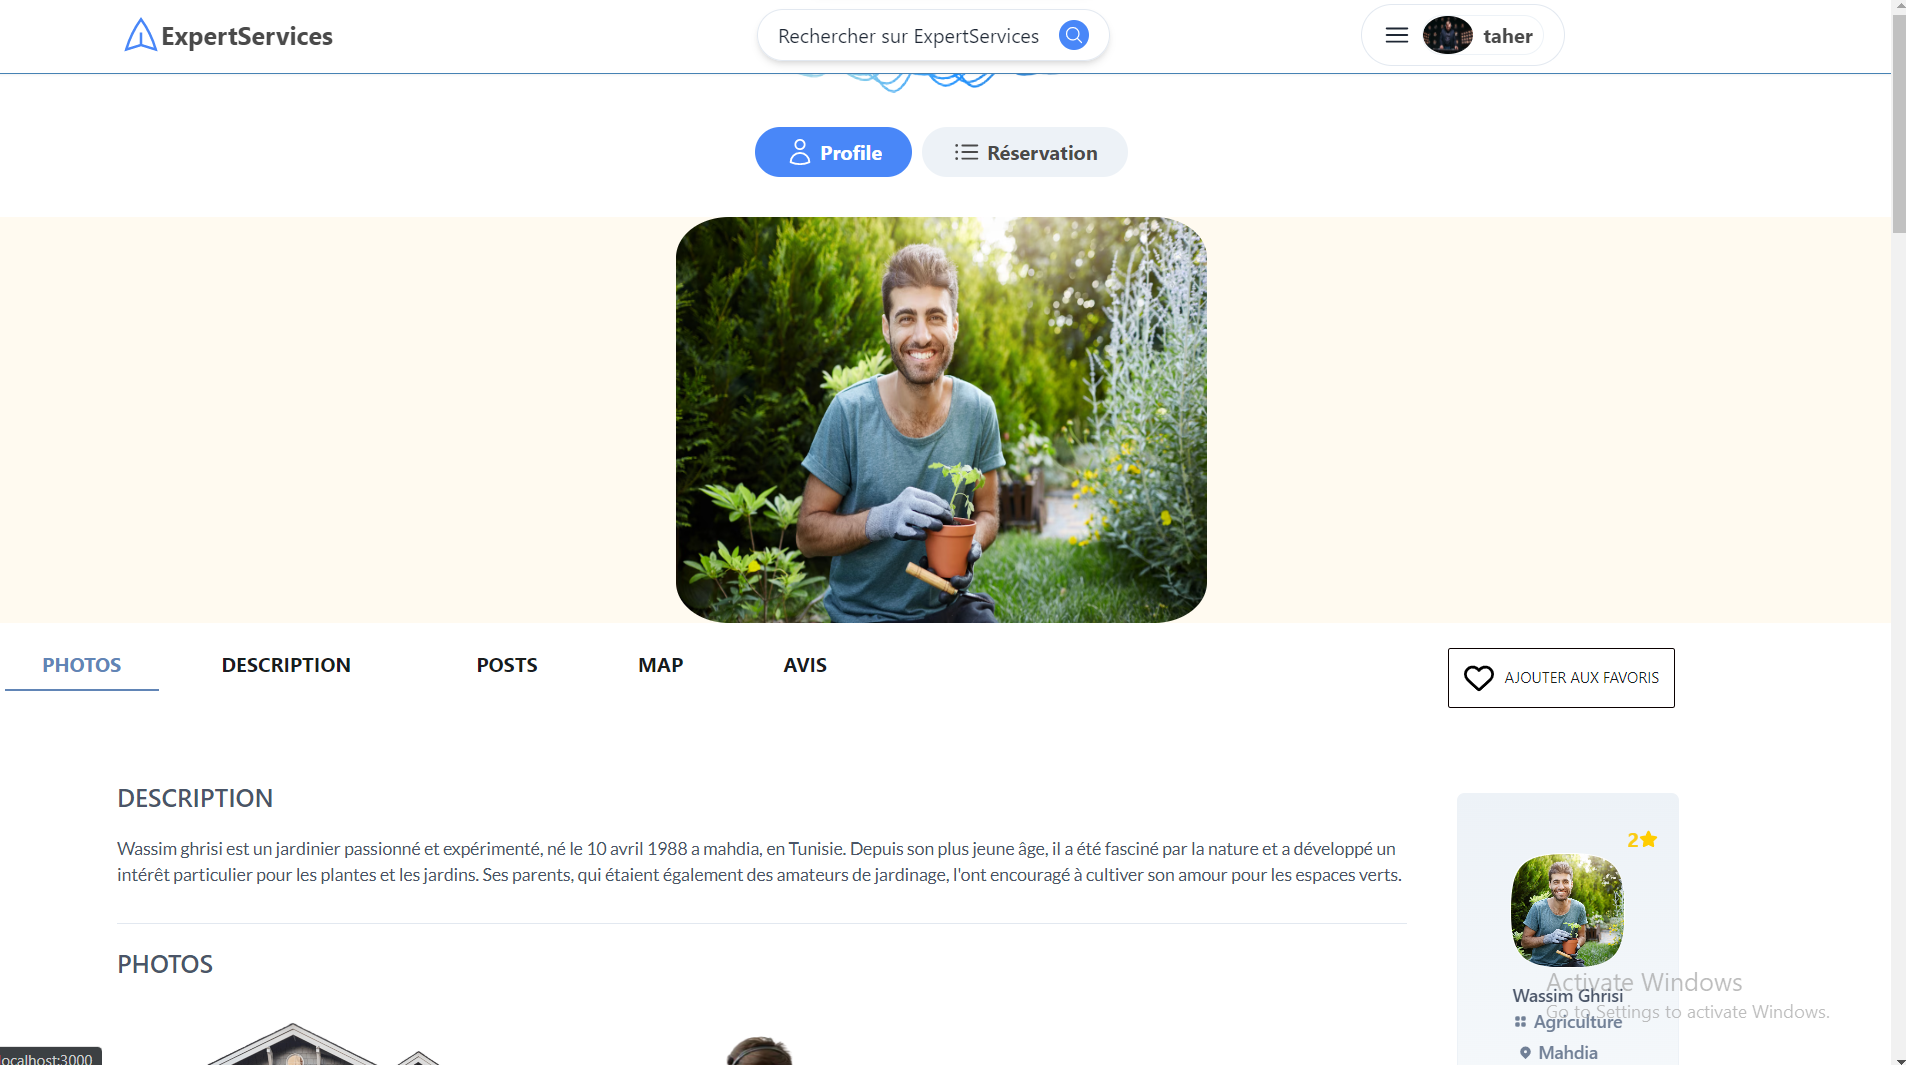 ExpertServices
Rechercher sur ExpertServices
taher
Profile
Réservation
PHOTOS
DESCRIPTION
POSTS
MAP
AVIS
AJOUTER AUX FAVORIS
DESCRIPTION
Wassim ghrisi est un jardinier passionné et expérimenté, né le 10 avril 1988 a mahdia, en Tunisie. Depuis son plus jeune âge, il a été fasciné par la nature et a développé un
intérêt particulier pour les plantes et les jardins. Ses parents, qui étaient également des amateurs de jardinage, l'ont encouragé à cultiver son amour pour les espaces verts.
2
PHOTOS
Activate Windows
Wassim Ghrisi
Go to Settings to activate Windows.
Agriculture
Mahdia
ocalhost:3000